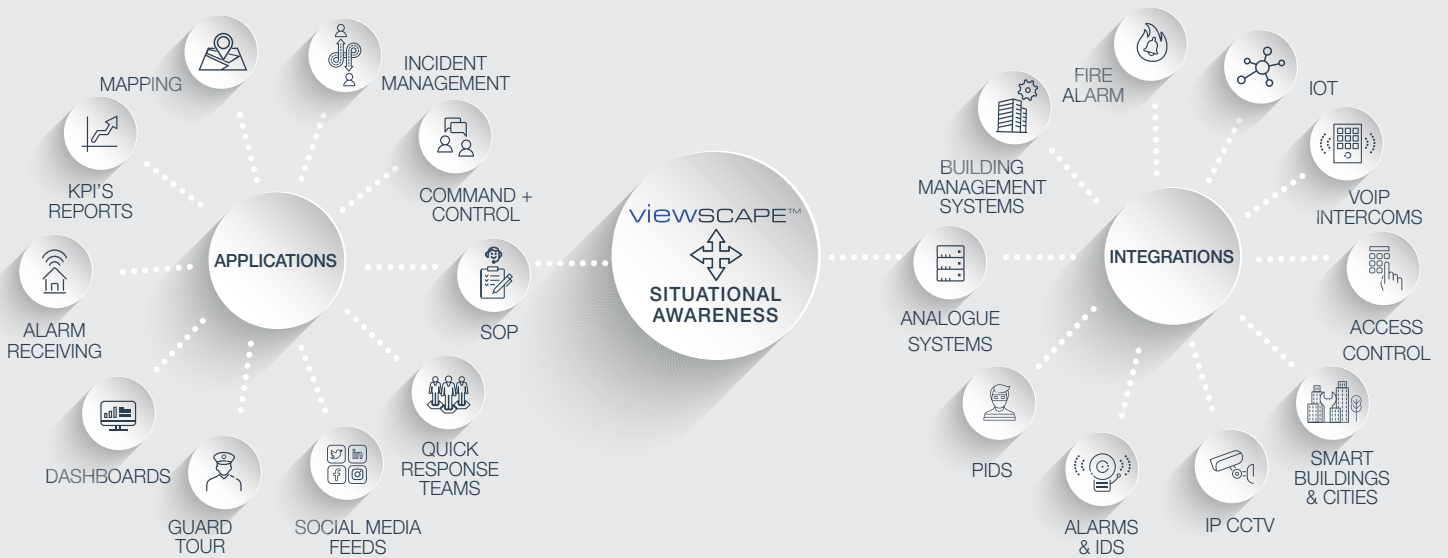 MAPPING
INCIDENT
MANAGEMENT
KPI'S
REPORTS
COMMAND +
CONTROL
ALARM
RECEIVING
APPLICATIONS
SOP
DASHBOARDS
GUARD
TOUR
SOCIAL MEDIA
FEEDS
QUICK
RESPONSE
TEAMS
viewSCAPE™
SITUATIONAL
AWARENESS
FIRE
ALARM
IOT
BUILDING
MANAGEMENT
SYSTEMS
VOIP
INTERCOMS
ANALOGUE
SYSTEMS
INTEGRATIONS
ACCESS
CONTROL
PIDS
ALARMS
& IDS
IP CCTV
SMART
BUILDINGS
& CITIES